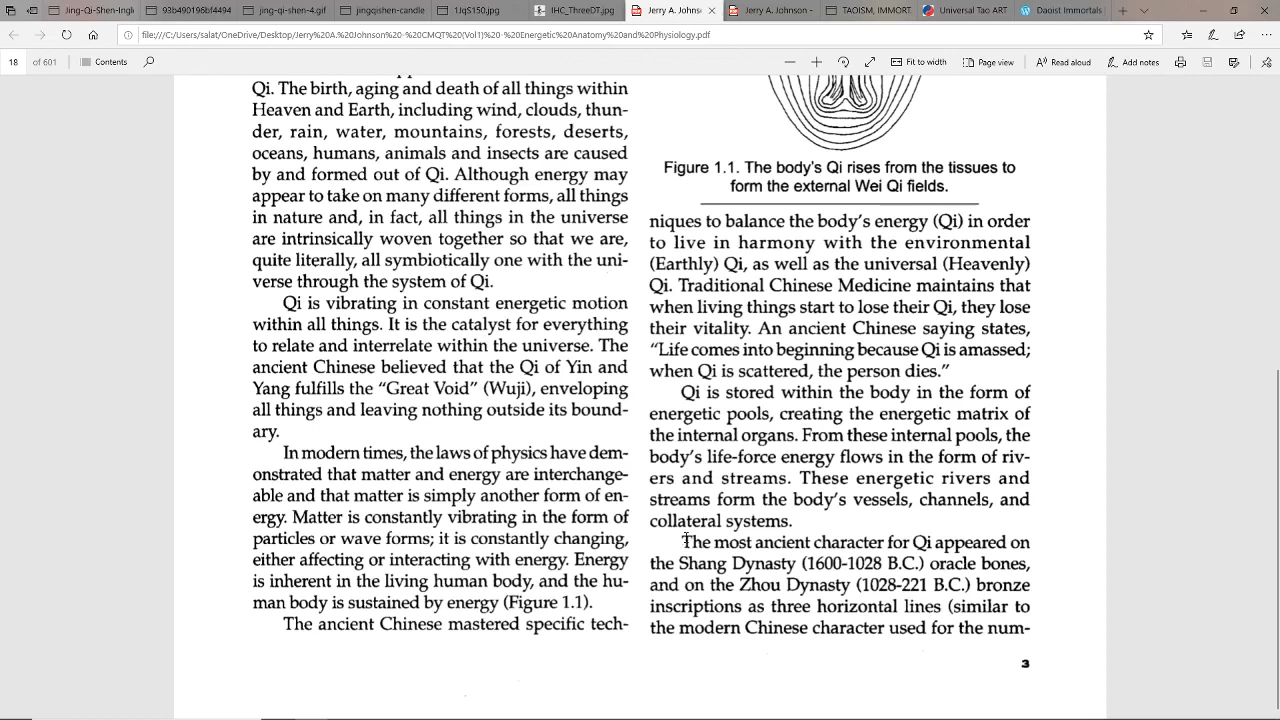 Jing-Qi-Shen-Ingl
93b490196bf4494
jing-qi-shen-4.gif
jingqishen-candle
1JqS150.jpg
IHC_ThreeDT.jpg
Jerry A. Johnso
Jerry A. Johnson -
TAOISM, IMMORT
Universal Tao Art
Daoist Immortals
file:///C:/Users/salat/OneDrive/Desktop/Jerry%20A.%20Johnson%20-%20CMQT%20(Vol1)%20-%20Energetic%20Anatomy%20and%20Physiology.pdf
18 of 601
Contents
Fit to width
Page view
Read aloud
Add notes
Qi. The birth, aging and death of all things within
Heaven and Earth, including wind, clouds, thun-
der, rain, water, mountains, forests, deserts,
oceans, humans, animals and insects are caused
by and formed out of Qi. Although energy may
appear to take on many different forms, all things
in nature and, in fact, all things in the universe
are intrinsically woven together so that we are,
quite literally, all symbiotically one with the uni-
verse through the system of Qi.
Qi is vibrating in constant energetic motion
within all things. It is the catalyst for everything
to relate and interrelate within the universe. The
ancient Chinese believed that the Qi of Yin and
Yang fulfills the “Great Void” (Wuji), enveloping
all things and leaving nothing outside its bound-
ary.
In modern times, the laws of physics have dem-
onstrated that matter and energy are interchange-
able and that matter is simply another form of en-
ergy. Matter is constantly vibrating in the form of
particles or wave forms; it is constantly changing,
either affecting or interacting with energy. Energy
is inherent in the living human body, and the hu-
man body is sustained by energy (Figure 1.1).
The ancient Chinese mastered specific tech-
Figure 1.1. The body's Qi rises from the tissues to
form the external Wei Qi fields.
niques to balance the body's energy (Qi) in order
to live in harmony with the environmental
(Earthly) Qi, as well as the universal (Heavenly)
Qi. Traditional Chinese Medicine maintains that
when living things start to lose their Qi, they lose
their vitality. An ancient Chinese saying states,
“Life comes into beginning because Qi is amassed;
when Qi is scattered, the person dies.”
Qi is stored within the body in the form of
energetic pools, creating the energetic matrix of
the internal organs. From these internal pools, the
body's life-force energy flows in the form of riv-
ers and streams. These energetic rivers and
streams form the body's vessels, channels, and
collateral systems.
The most ancient character for Qi appeared on
the Shang Dynasty (1600-1028 B.C.) oracle bones,
and on the Zhou Dynasty (1028-221 B.C.) bronze
inscriptions as three horizontal lines (similar to
the modern Chinese character used for the num-
3